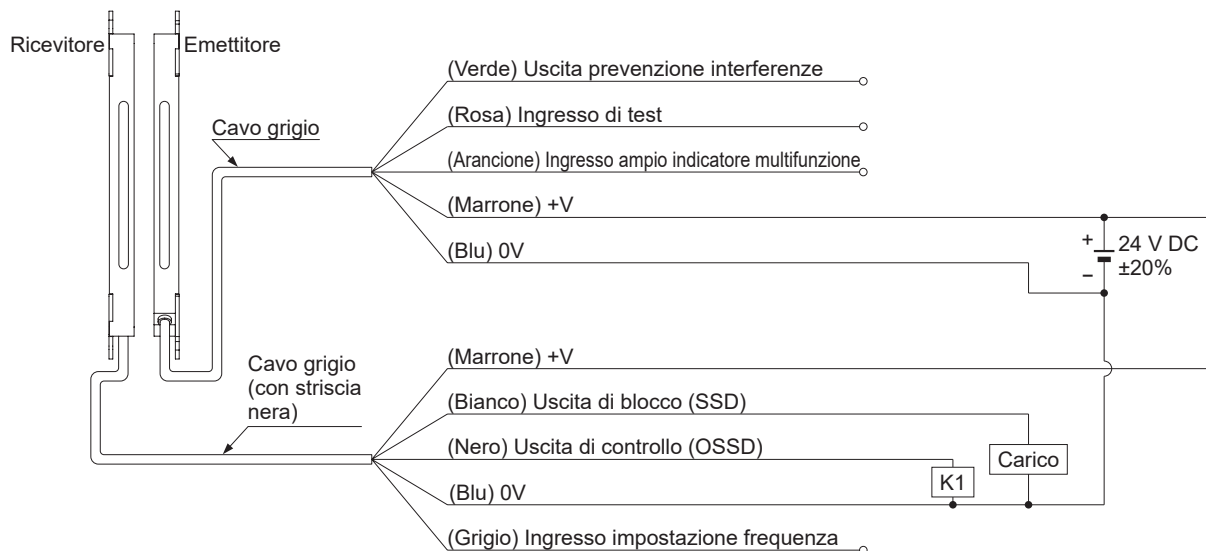 Ricevitore
Emettitore
(Verde) Uscita prevenzione interferenze
(Rosa) Ingresso di test
Cavo grigio
(Arancione) Ingresso ampio indicatore multifunzione
(Marrone) +V
(Blu) 0V
+
24 V DC
−
±20%
Cavo grigio
(con striscia
nera)
(Marrone) +V
(Bianco) Uscita di blocco (SSD)
(Nero) Uscita di controllo (OSSD)
Carico
K1
(Blu) 0V
(Grigio) Ingresso impostazione frequenza